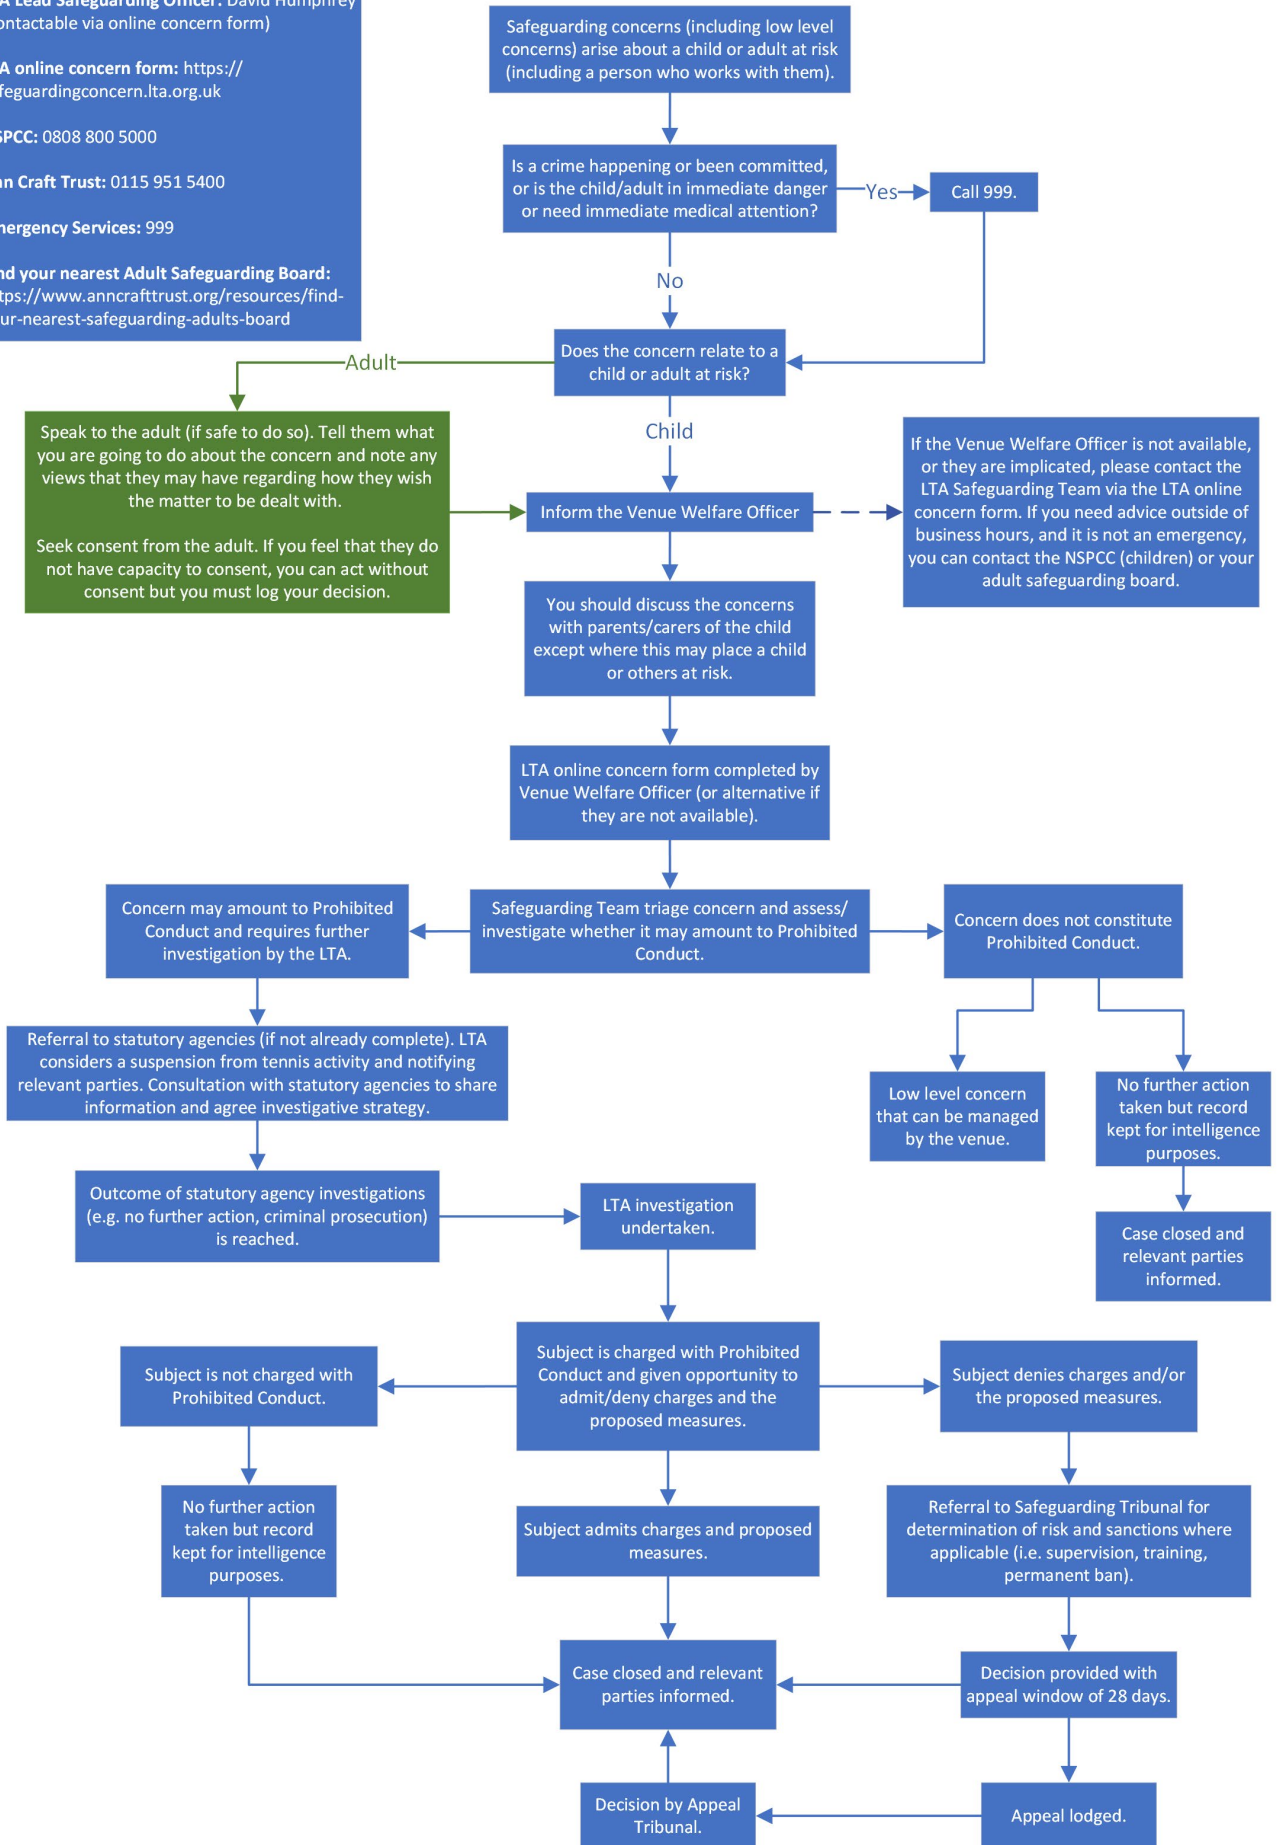 Lead Safeguarding Officer: David Humphrey
contactable via online concern form)
online concern form: https://
safeguardingconcern.lta.org.uk
0808 800 5000
Craft Trust: 0115 951 5400
Services: 999
your nearest Adult Safeguarding Board:
https://www.anncrafttrust.org/resources/find-
your-nearest-safeguarding-adults-board
Safeguarding concerns (including low level
concerns) arise about a child or adult at risk
(including a person who works with them).
Is a crime happening or been committed,
or is the child/adult in immediate danger
or need immediate medical attention?
Yes
Call 999.
No
Does the concern relate to a
child or adult at risk?
Adult
Child
Speak to the adult (if safe to do so). Tell them what
you are going to do about the concern and note any
views that they may have regarding how they wish
the matter to be dealt with.
Seek consent from the adult. If you feel that they do
not have capacity to consent, you can act without
consent but you must log your decision.
Inform the Venue Welfare Officer
If the Venue Welfare Officer is not available,
or they are implicated, please contact the
LTA Safeguarding Team via the LTA online
concern form. If you need advice outside of
business hours, and it is not an emergency,
you can contact the NSPCC (children) or your
adult safeguarding board.
You should discuss the concerns
with parents/carers of the child
except where this may place a child
or others at risk.
LTA online concern form completed by
Venue Welfare Officer (or alternative if
they are not available).
Concern may amount to Prohibited
Conduct and requires further
investigation by the LTA.
Safeguarding Team triage concern and assess/
investigate whether it may amount to Prohibited
Conduct.
Concern does not constitute
Prohibited Conduct.
Referral to statutory agencies (if not already complete). LTA
considers a suspension from tennis activity and notifying
relevant parties. Consultation with statutory agencies to share
information and agree investigative strategy.
Low level concern
that can be managed
by the venue.
No further action
taken but record
kept for intelligence
purposes.
Outcome of statutory agency investigations
(e.g. no further action, criminal prosecution)
is reached.
LTA investigation
undertaken.
Case closed and
relevant parties
informed.
Subject is not charged with
Prohibited Conduct.
Subject is charged with Prohibited
Conduct and given opportunity to
admit/deny charges and the
proposed measures.
Subject denies charges and/or
the proposed measures.
No further action
taken but record
kept for intelligence
purposes.
Subject admits charges and proposed
measures.
Referral to Safeguarding Tribunal for
determination of risk and sanctions where
applicable (i.e. supervision, training,
permanent ban).
Case closed and relevant
parties informed.
Decision provided with
appeal window of 28 days.
Decision by Appeal
Tribunal.
Appeal lodged.